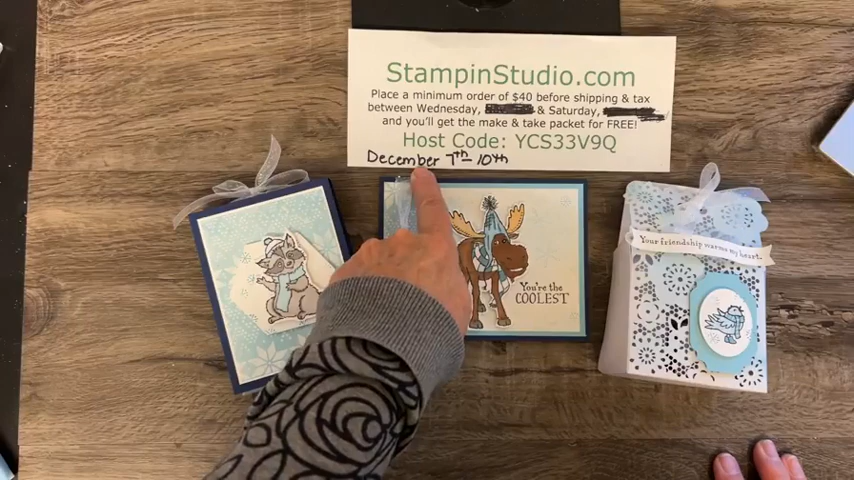 StampinStudio.com
Place a minimum order of $40 before shipping & tax
between Wednesday, & Saturday,
and you'll get the make & take packet for FREE!
Host Code: YCS33V9Q
December 7th - 10th
You're the
COOLEST
Your friendship warms my heart.